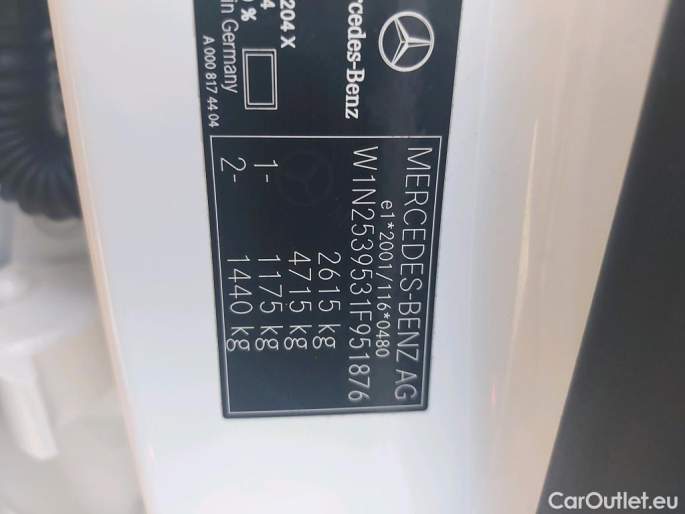 MERCEDES-BENZ AG
e1*2001/116*0480
W1N2539531F951876
2615 kg
4715 kg
1- 1175 kg
2- 1440 kg
Mercedes-Benz
204 X
%
in Germany
A 000 817 44 04
CarOutlet.eu